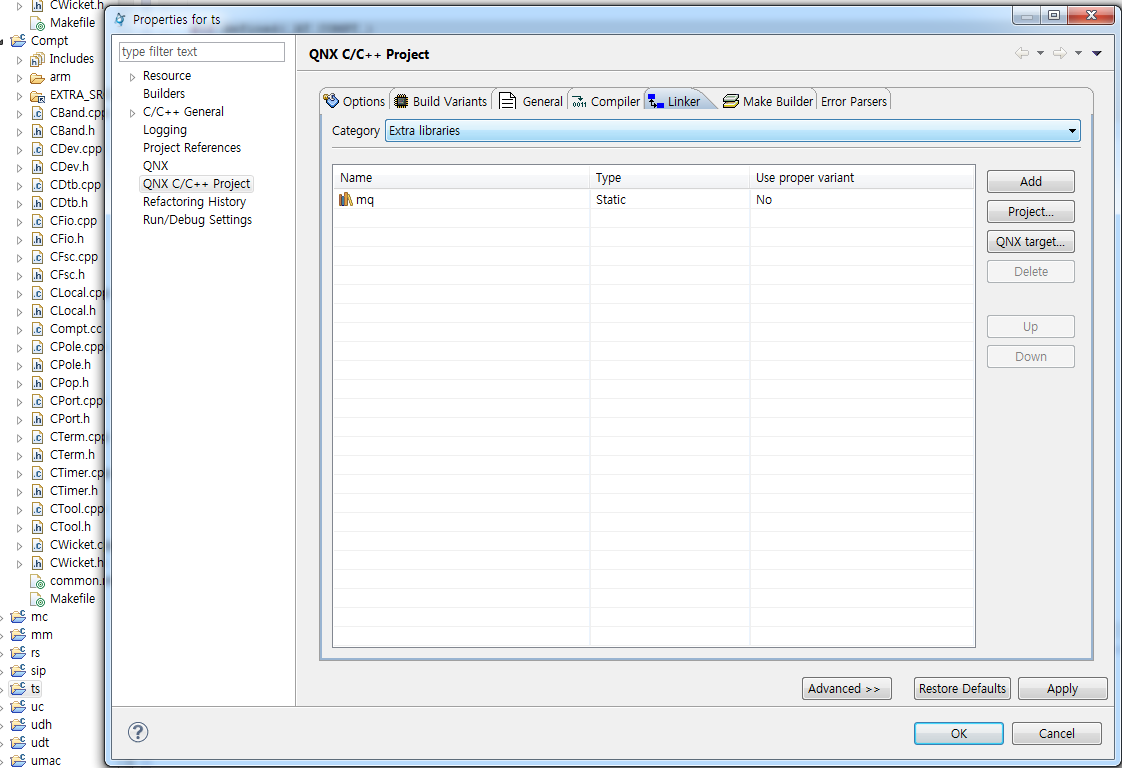 CWicket.h
Makefile
Compt
Includes
arm
EXTRA_SR
CBand.cpp
CBand.h
CDev.cpp
CDev.h
CDtb.cpp
CDtb.h
CFio.cpp
CFio.h
CFsc.cpp
CFsc.h
CLocal.cpp
CLocal.h
Compt.cc
CPole.cpp
CPole.h
CPop.h
CPort.cpp
CPort.h
CTerm.cpp
CTerm.h
CTimer.cp
CTimer.h
CTool.cpp
CTool.h
CWicket.c
CWicket.h
common.
Makefile
mc
mm
rs
sip
ts
uc
udh
udt
umac
Properties for ts
type filter text
Resource
Builders
C/C++ General
Logging
Project References
QNX
QNX C/C++ Project
Refactoring History
Run/Debug Settings
QNX C/C++ Project
Options Build Variants General Compiler Linker Make Builder Error Parsers
Category Extra libraries
Name Type Use proper variant
mq Static No
Add
Project...
QNX target...
Delete
Up
Down
Advanced >> Restore Defaults Apply
? OK Cancel